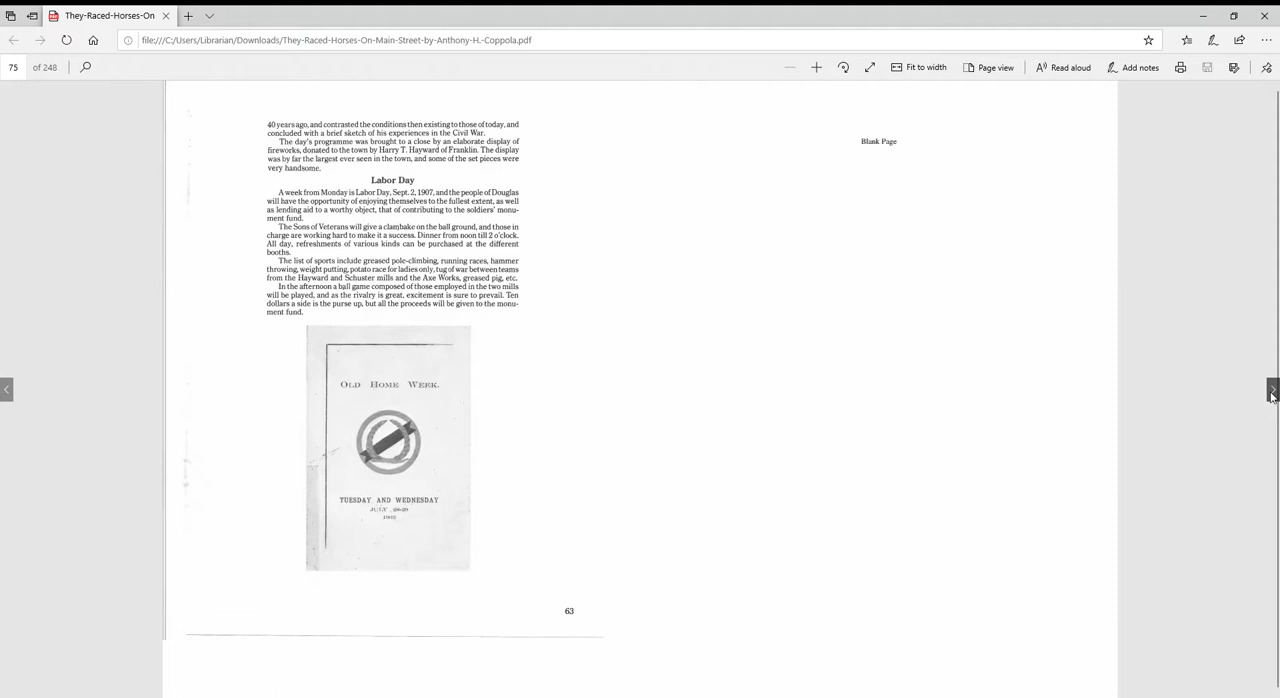 They-Raced-Horses-On
file:///C:/Users/Librarian/Downloads/They-Raced-Horses-On-Main-Street-by-Anthony-H.-Coppola.pdf
75 of 248
Fit to width
Page view
Read aloud
Add notes
40 years ago, and contrasted the conditions then existing to those of today, and
concluded with a brief sketch of his experiences in the Civil War.
The day's programme was brought to a close by an elaborate display of
fireworks, donated to the town by Harry T. Hayward of Franklin. The display
was by far the largest ever seen in the town, and some of the set pieces were
very handsome.
Labor Day
A week from Monday is Labor Day, Sept. 2, 1907, and the people of Douglas
will have the opportunity of enjoying themselves to the fullest extent, as well
as lending aid to a worthy object, that of contributing to the soldiers' monu-
ment fund.
The Sons of Veterans will give a clambake on the ball ground, and those in
charge are working hard to make it a success. Dinner from noon till 2 o'clock.
All day, refreshments of various kinds can be purchased at the different
booths.
The list of sports include greased pole-climbing, running races, hammer
throwing, weight putting, potato race for ladies only, tug of war between teams
from the Hayward and Schuster mills and the Axe Works, greased pig, etc.
In the afternoon a ball game composed of those employed in the two mills
will be played, and as the rivalry is great, excitement is sure to prevail. Ten
dollars a side is the purse up, but all the proceeds will be given to the monu-
ment fund.
OLD HOME WEEK.
TUESDAY AND WEDNESDAY
JULY
63
Blank Page